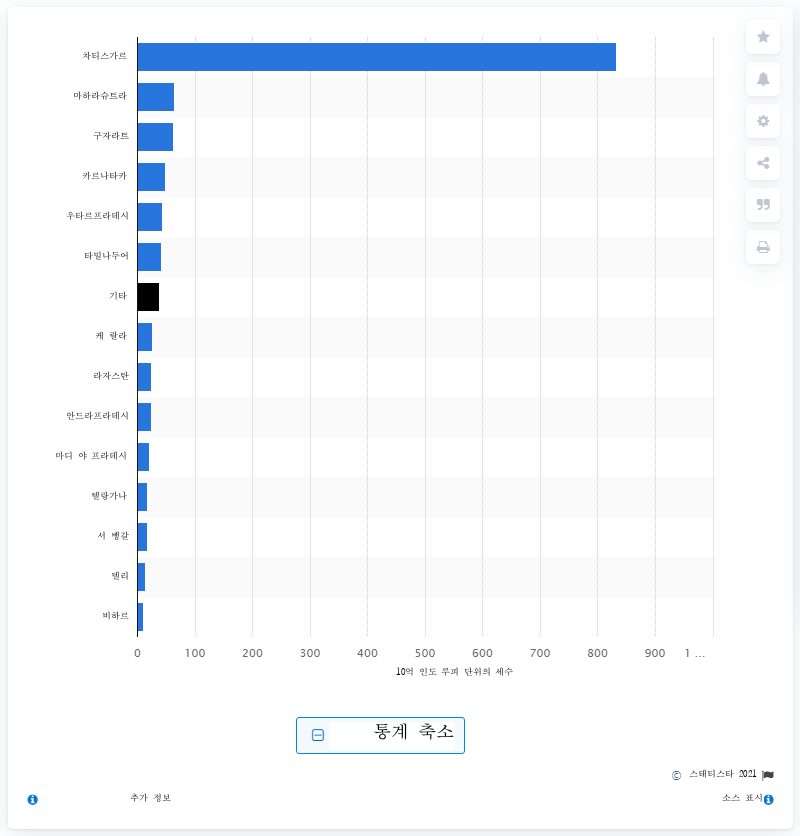 차티스가르
마하라슈트라
구자라트
카르나타카
우타르프라데시
타밀나두어
기타
케 랄라
라자스탄
안드라프라데시
마디 야 프라데시
텔랑가나
서 뱅갈
델리
비하르
0 100 200 300 400 500 600 700 800 900 1 ...
10억 인도 루피 단위의 세수
통계 축소
© 스태티스타 2021
추가 정보 소스 표시